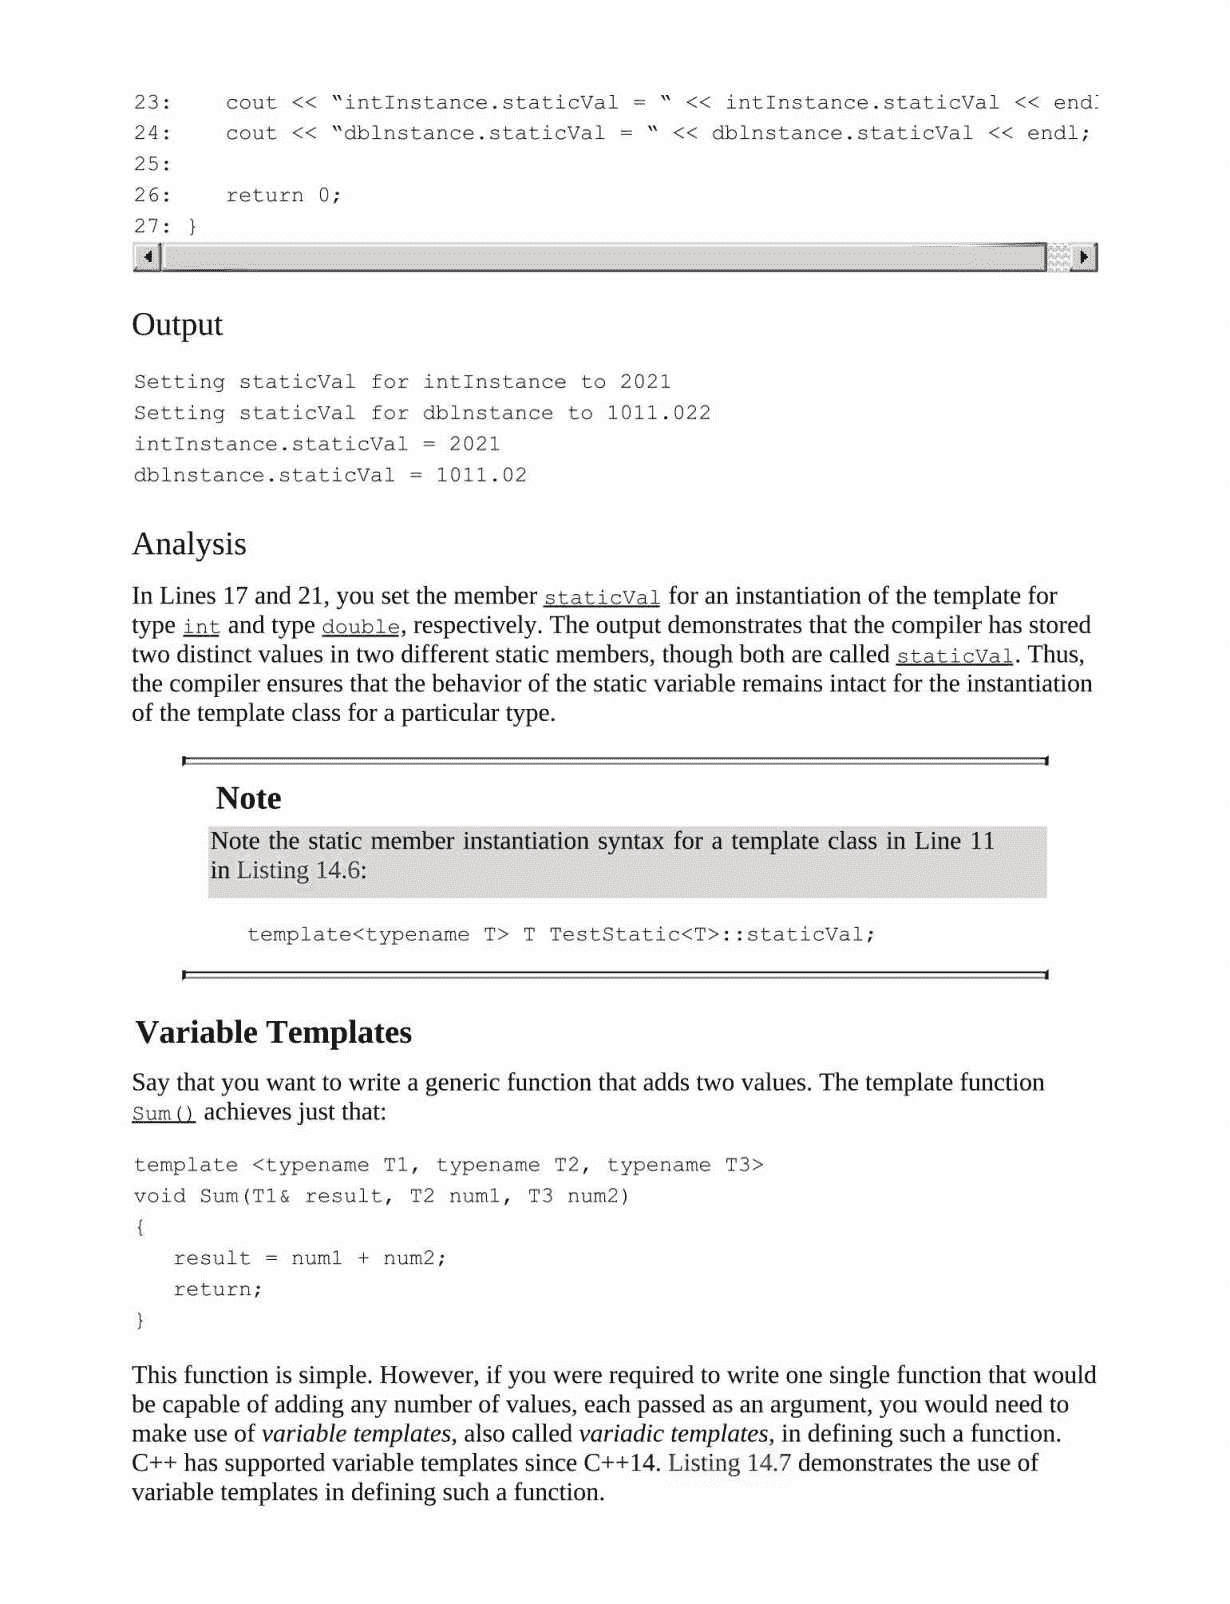 23:    cout << “intInstance.staticVal = “ << intInstance.staticVal << endl
24:    cout << “dblnstance.staticVal = “ << dblnstance.staticVal << endl;
25:
26:    return 0;
27: }
Output
Setting staticVal for intInstance to 2021
Setting staticVal for dblnstance to 1011.022
intInstance.staticVal = 2021
dblnstance.staticVal = 1011.02
Analysis
In Lines 17 and 21, you set the member staticVal for an instantiation of the template for
type int and type double, respectively. The output demonstrates that the compiler has stored
two distinct values in two different static members, though both are called staticVal. Thus,
the compiler ensures that the behavior of the static variable remains intact for the instantiation
of the template class for a particular type.
Note
Note the static member instantiation syntax for a template class in Line 11
in Listing 14.6:
template<typename T> T TestStatic<T>::staticVal;
Variable Templates
Say that you want to write a generic function that adds two values. The template function
Sum() achieves just that:
template <typename T1, typename T2, typename T3>
void Sum(T1& result, T2 num1, T3 num2)
{
   result = num1 + num2;
   return;
}
This function is simple. However, if you were required to write one single function that would
be capable of adding any number of values, each passed as an argument, you would need to
make use of variable templates, also called variadic templates, in defining such a function.
C++ has supported variable templates since C++14. Listing 14.7 demonstrates the use of
variable templates in defining such a function.